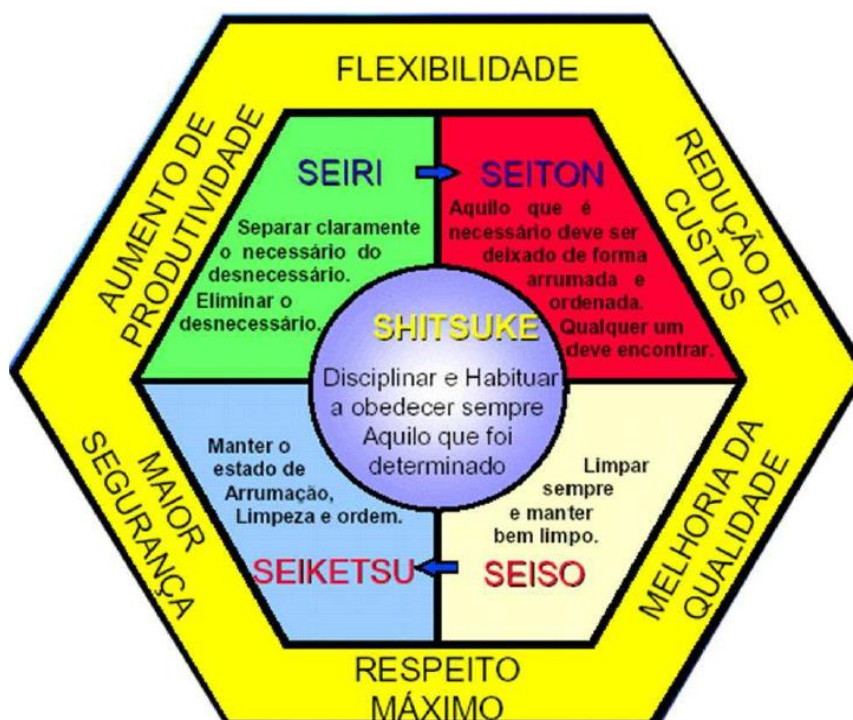 FLEXIBILIDADE
AUMENTO DE
PRODUTIVIDADE
REDUÇÃO DE
CUSTOS
SEIRI
Separar claramente
o necessário do
desnecessário.
Eliminar o
desnecessário.
SEITON
Aquilo que é
necessário deve ser
deixado de forma
arrumada e
ordenada.
Qualquer um
deve encontrar.
SHITSUKE
Disciplinar e Habituar
a obedecer sempre
Aquilo que foi
determinado
Manter o
estado de
Arrumação,
Limpeza e ordem.
SEIKETSU
Limpar
sempre
e manter
bem limpo.
SEISO
MAIOR
SEGURANÇA
MELHORIA DA
QUALIDADE
RESPEITO
MÁXIMO